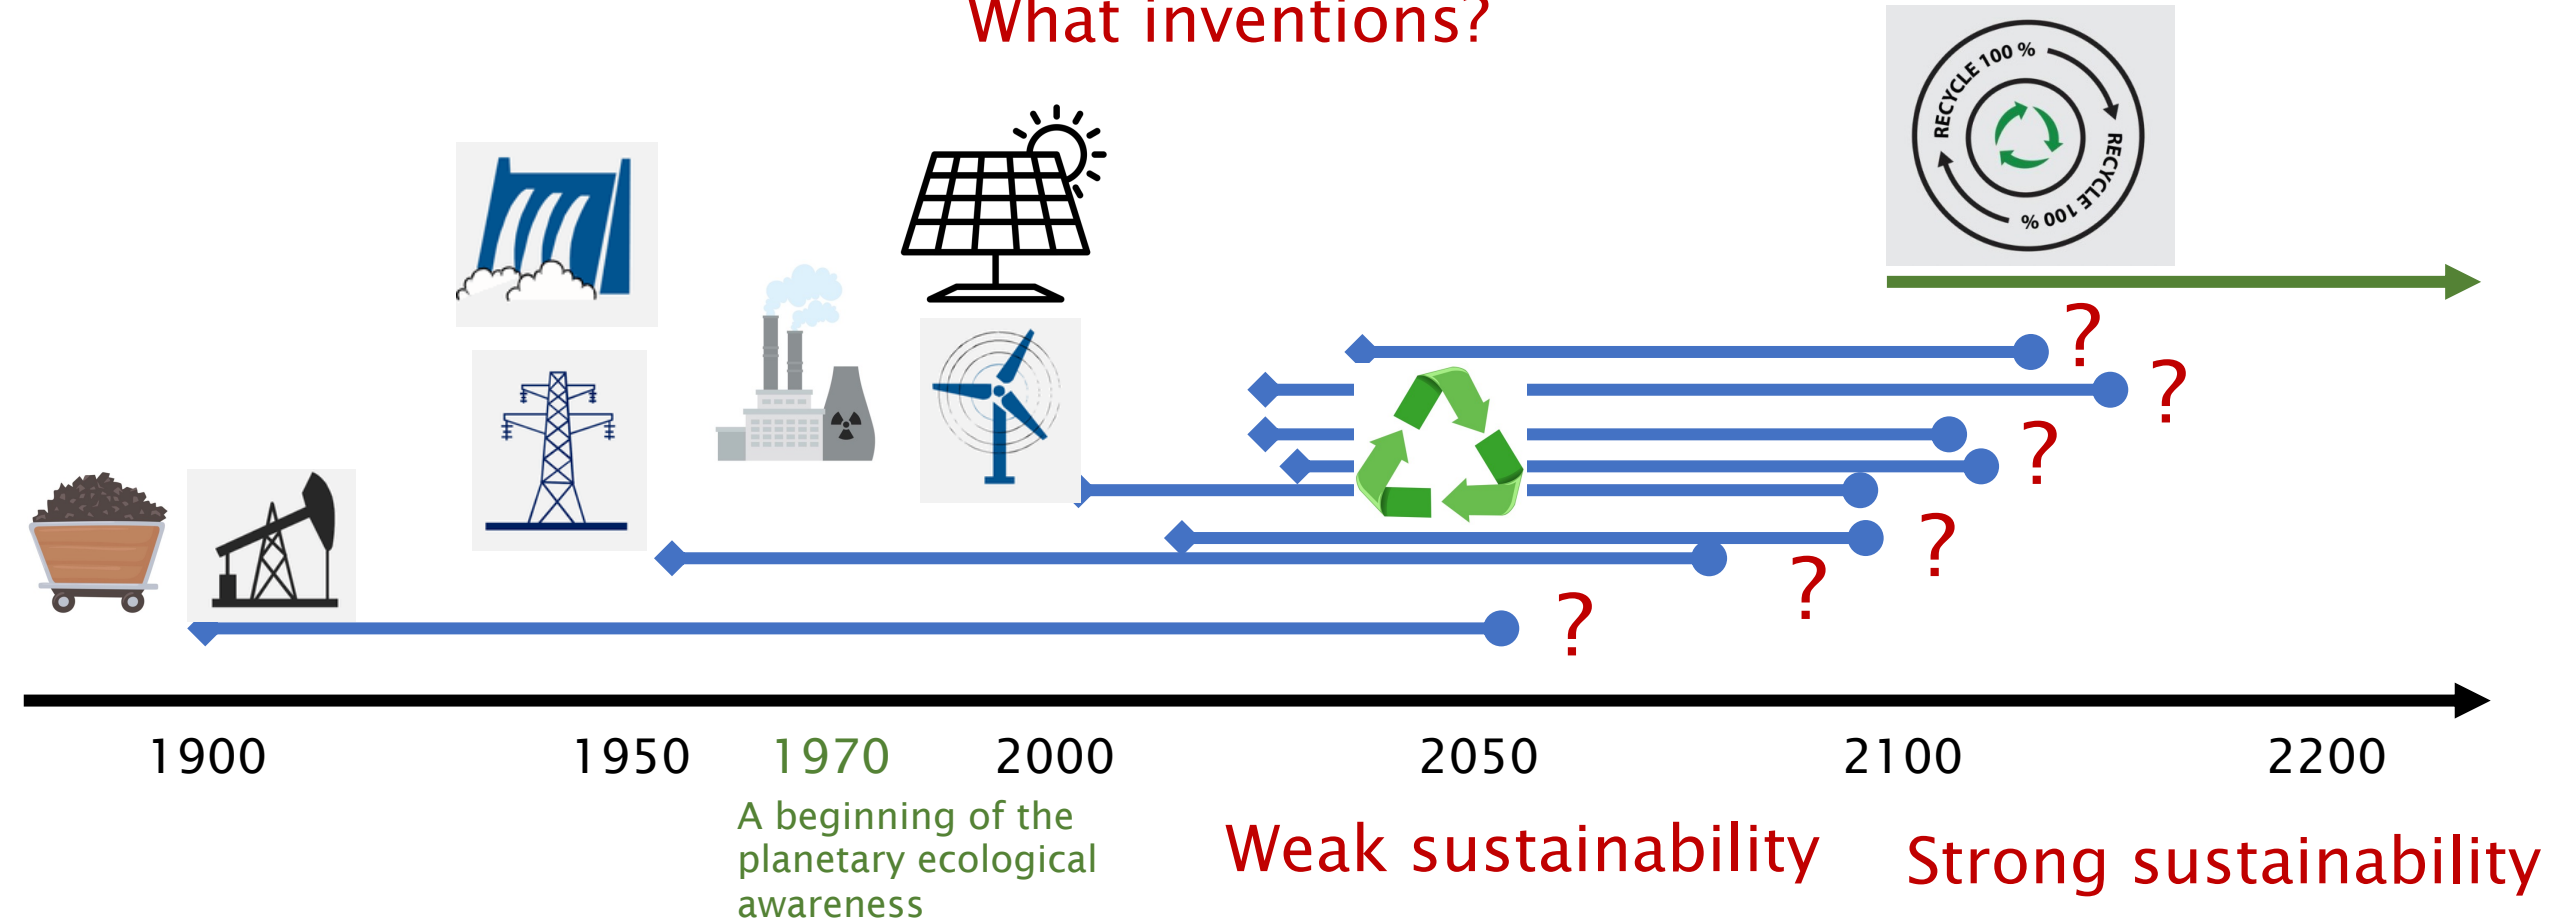 What inventions?
RECYCLE 100 %
RECYCLE 100 %
?
?
?
?
?
?
1900
1950
1970
2000
2050
2100
2200
A beginning of the
planetary ecological
awareness
Weak sustainability
Strong sustainability